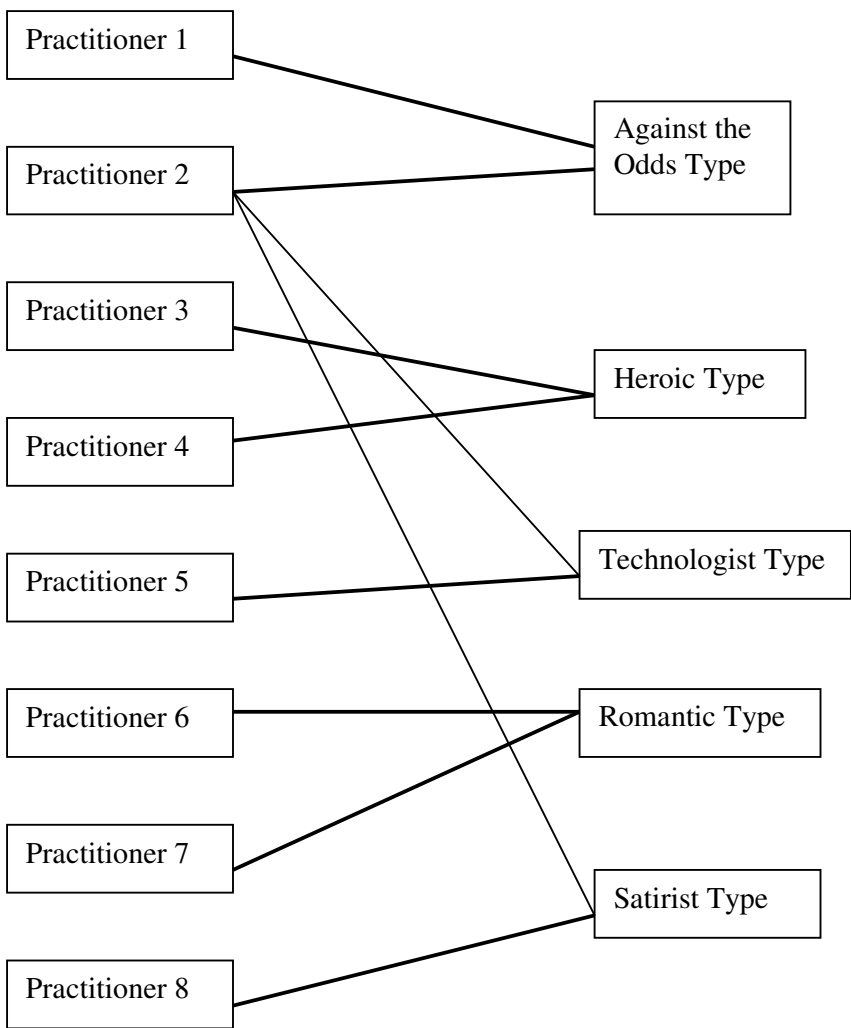 Practitioner 1
Practitioner 2
Practitioner 3
Practitioner 4
Practitioner 5
Practitioner 6
Practitioner 7
Practitioner 8
Against the
Odds Type
Heroic Type
Technologist Type
Romantic Type
Satirist Type